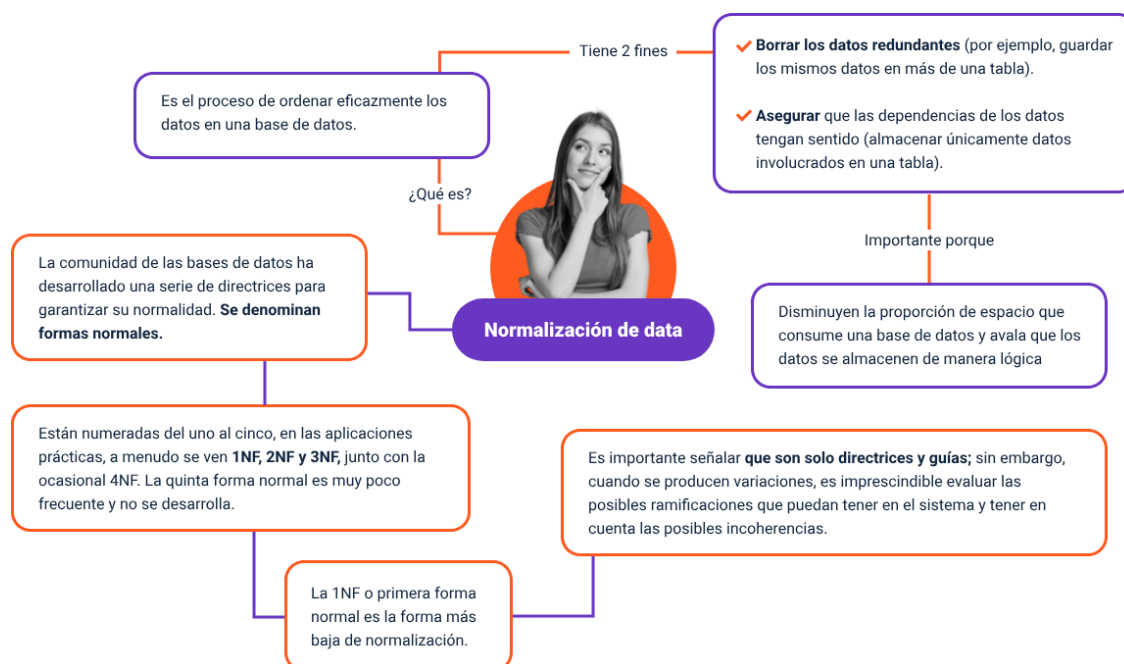 Normalización de data
¿Qué es?
Es el proceso de ordenar eficazmente los
datos en una base de datos.
Tiene 2 fines
Borrar los datos redundantes (por ejemplo, guardar
los mismos datos en más de una tabla).
Asegurar que las dependencias de los datos
tengan sentido (almacenar únicamente datos
involucrados en una tabla).
Importante porque
Disminuyen la proporción de espacio que
consume una base de datos y avala que los
datos se almacenen de manera lógica
La comunidad de las bases de datos ha
desarrollado una serie de directrices para
garantizar su normalidad. Se denominan
formas normales.
Están numeradas del uno al cinco, en las aplicaciones
prácticas, a menudo se ven 1NF, 2NF y 3NF, junto con la
ocasional 4NF. La quinta forma normal es muy poco
frecuente y no se desarrolla.
La 1NF o primera forma
normal es la forma más
baja de normalización.
Es importante señalar que son solo directrices y guías; sin embargo,
cuando se producen variaciones, es imprescindible evaluar las
posibles ramificaciones que puedan tener en el sistema y tener en
cuenta las posibles incoherencias.